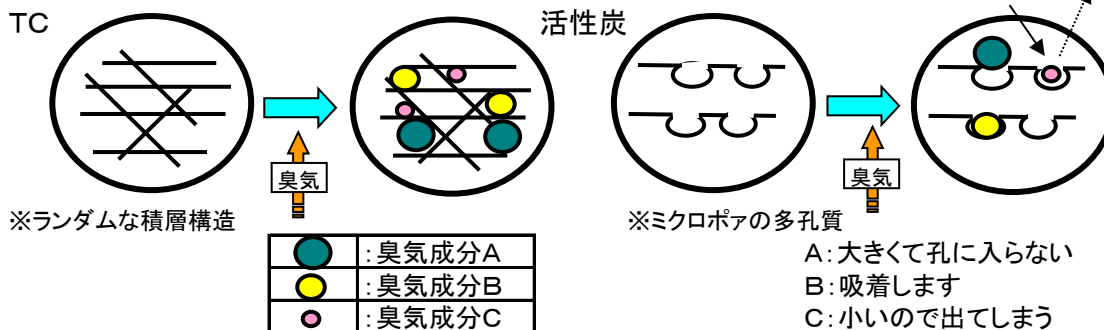 TC
活性炭
臭気
臭気
※ランダムな積層構造
※ミクロポァの多孔質
:臭気成分A
:臭気成分B
:臭気成分C
A:大きくて孔に入らない
B:吸着します
C:小いので出てしまう